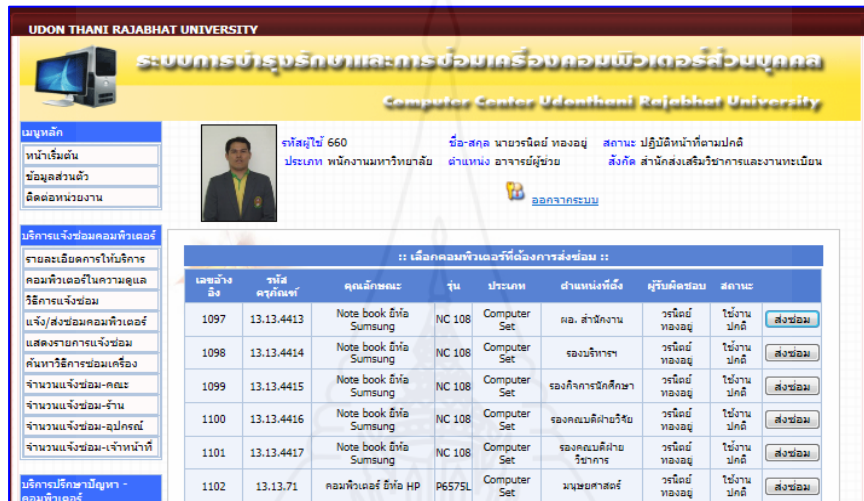 UDON THANI RAJABHAT UNIVERSITY
ระบบการบำรุงรักษาและการซ่อมเครื่องคอมพิวเตอร์ส่วนบุคคล
Computer Center Udonthani Rajabhat University
เมนูหลัก
หน้าเริ่มต้น
ข้อมูลส่วนตัว
ติดต่อหน่วยงาน
รหัสผู้ใช้ 660 ชื่อ-สกุล นายวรนิตย์ ทองอยู่ สถานะ ปฏิบัติหน้าที่ตามปกติ
ประเภท พนักงานมหาวิทยาลัย ตำแหน่ง อาจารย์ผู้ช่วย สังกัด สำนักส่งเสริมวิชาการและงานทะเบียน
ออกจากระบบ
บริการแจ้งซ่อมคอมพิวเตอร์
รายละเอียดการให้บริการ
คอมพิวเตอร์ในความดูแล
วิธีการแจ้งซ่อม
แจ้ง/ส่งซ่อมคอมพิวเตอร์
แสดงรายการแจ้งซ่อม
ค้นหาวิธีการซ่อมเครื่อง
จำนวนแจ้งซ่อม-คณะ
จำนวนแจ้งซ่อม-ร้าน
จำนวนแจ้งซ่อม-อุปกรณ์
จำนวนแจ้งซ่อม-เจ้าหน้าที่
บริการปรึกษาปัญหา -
คอมพิวเตอร์
:: เลือกคอมพิวเตอร์ที่ต้องการส่งซ่อม ::
เลขอ้างอิง รหัสครุภัณฑ์ คุณลักษณะ รุ่น ประเภท ตำแหน่งที่ตั้ง ผู้รับผิดชอบ สถานะ
1097 13.13.4413 Note book ยี่ห้อ Sumsung NC 108 Computer Set ผอ. สำนักงาน วรนิตย์ ทองอยู่ ใช้งานปกติ ส่งซ่อม
1098 13.13.4414 Note book ยี่ห้อ Sumsung NC 108 Computer Set รองบริหารฯ วรนิตย์ ทองอยู่ ใช้งานปกติ ส่งซ่อม
1099 13.13.4415 Note book ยี่ห้อ Sumsung NC 108 Computer Set รองกิจการนักศึกษา วรนิตย์ ทองอยู่ ใช้งานปกติ ส่งซ่อม
1100 13.13.4416 Note book ยี่ห้อ Sumsung NC 108 Computer Set รองคณบดีฝ่ายวิจัย วรนิตย์ ทองอยู่ ใช้งานปกติ ส่งซ่อม
1101 13.13.4417 Note book ยี่ห้อ Sumsung NC 108 Computer Set รองคณบดีฝ่ายวิชาการ วรนิตย์ ทองอยู่ ใช้งานปกติ ส่งซ่อม
1102 13.13.71 คอมพิวเตอร์ ยี่ห้อ HP P6575L Computer Set มนุษยศาสตร์ วรนิตย์ ทองอยู่ ใช้งานปกติ ส่งซ่อม